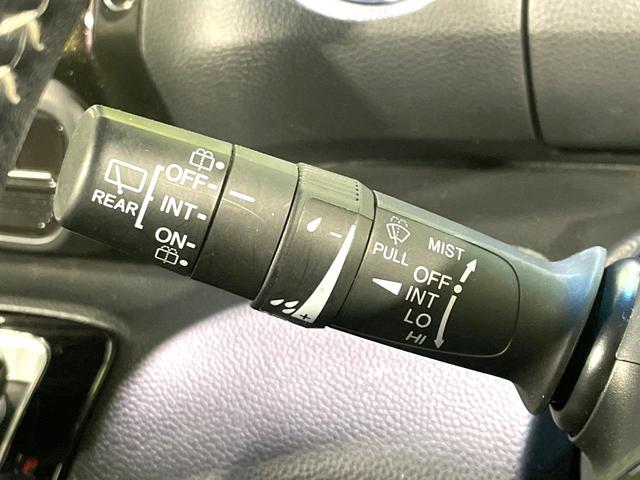 REAR
OFF
INT
ON
- +
PULL
MIST
OFF
INT
LO
HI